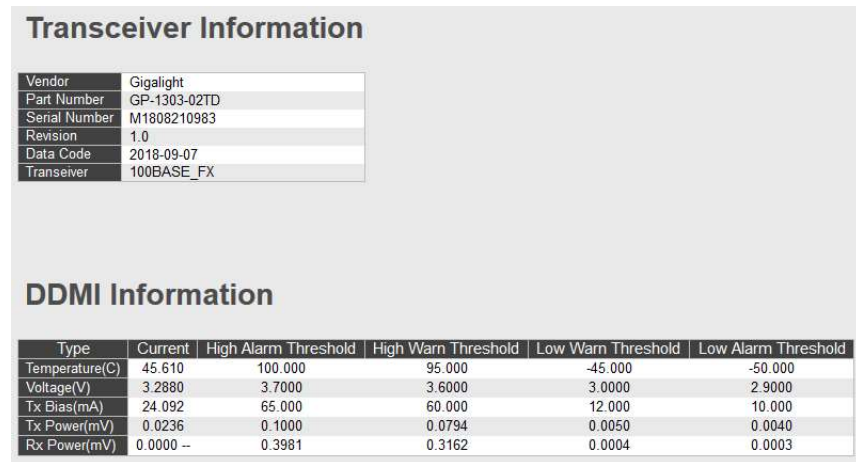 Transceiver Information
Vendor Gigalight
Part Number GP-1303-02TD
Serial Number M1808210983
Revision 1.0
Data Code 2018-09-07
Transeiver 100BASE_FX
DDMI Information
Type Current High Alarm Threshold High Warn Threshold Low Warn Threshold Low Alarm Threshold
Temperature(C) 45.610 100.000 95.000 -45.000 -50.000
Voltage(V) 3.2880 3.7000 3.6000 3.0000 2.9000
Tx Bias(mA) 24.092 65.000 60.000 12.000 10.000
Tx Power(mV) 0.0236 0.1000 0.0794 0.0050 0.0040
Rx Power(mV) 0.0000 -- 0.3981 0.3162 0.0004 0.0003